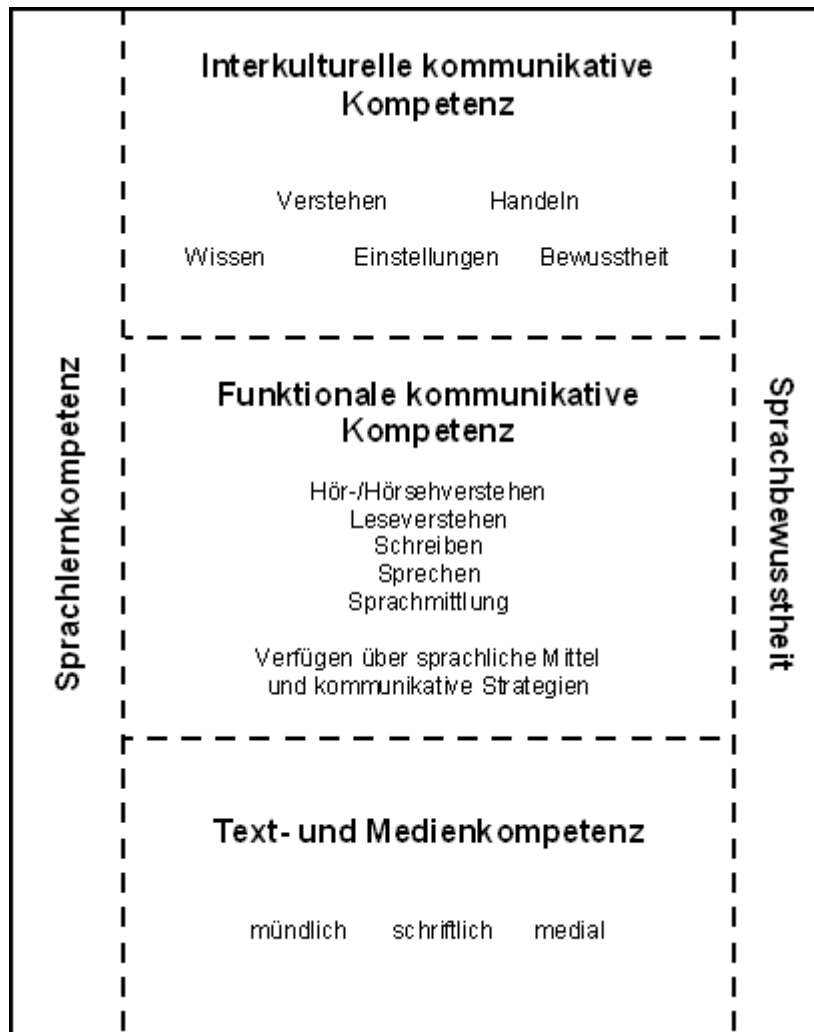 Interkulturelle kommunikative
Kompetenz
Verstehen Handeln
Wissen Einstellungen Bewusstheit
Sprachlernkompetenz
Funktionale kommunikative
Kompetenz
Hör-/Hörsehverstehen
Leseverstehen
Schreiben
Sprechen
Sprachmittlung
Verfügen über sprachliche Mittel
und kommunikative Strategien
Sprachbewusstheit
Text- und Medienkompetenz
mündlich schriftlich medial